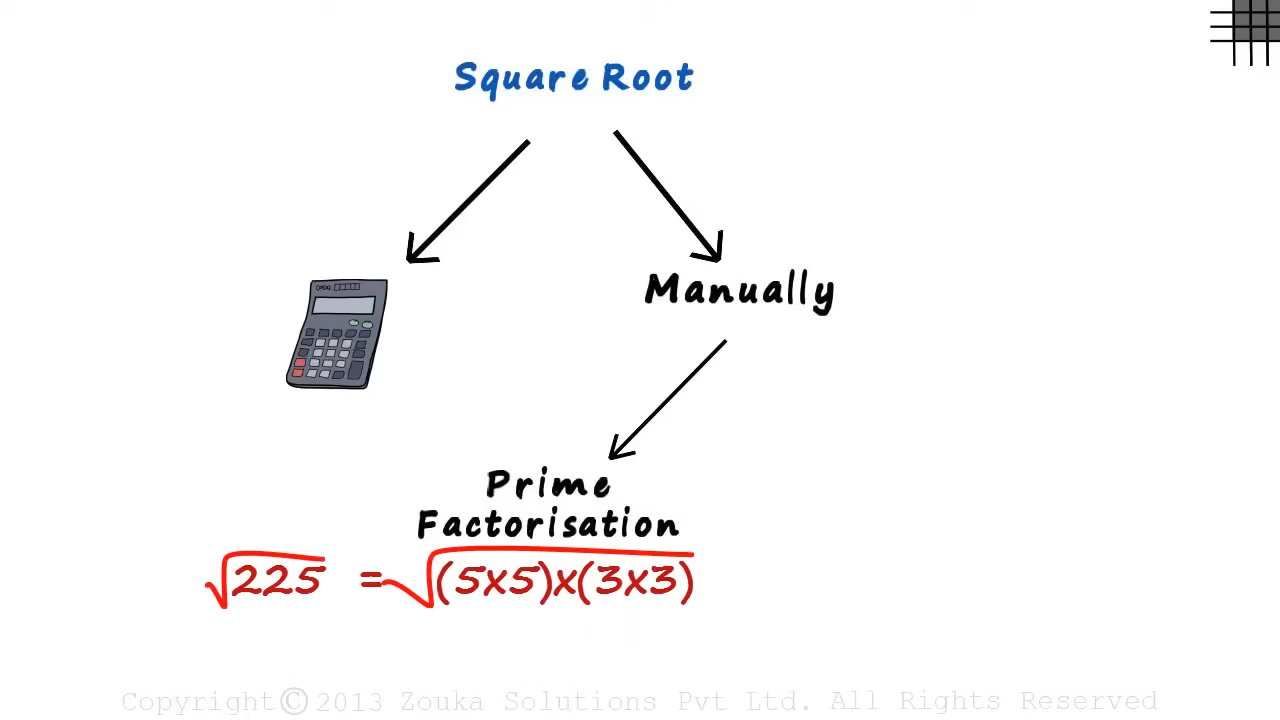 Square Root
Manually
Prime
Factorisation
√225 = √(5x5)x(3x3)
Copyright© 2013 Zouka Solutions Pvt Ltd. All Rights Reserved